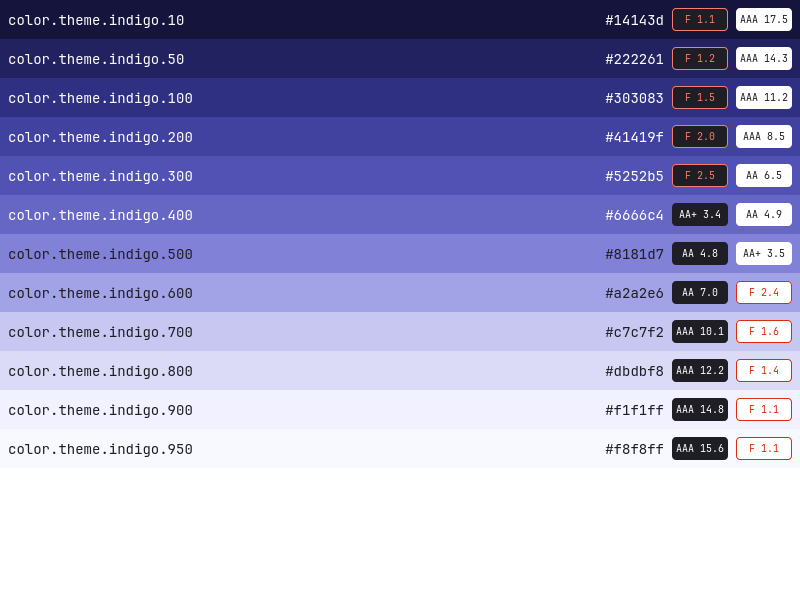 color.theme.indigo.10 #14143d F 1.1 AAA 17.5
color.theme.indigo.50 #222261 F 1.2 AAA 14.3
color.theme.indigo.100 #303083 F 1.5 AAA 11.2
color.theme.indigo.200 #41419f F 2.0 AAA 8.5
color.theme.indigo.300 #5252b5 F 2.5 AA 6.5
color.theme.indigo.400 #6666c4 AA+ 3.4 AA 4.9
color.theme.indigo.500 #8181d7 AA 4.8 AA+ 3.5
color.theme.indigo.600 #a2a2e6 AA 7.0 F 2.4
color.theme.indigo.700 #c7c7f2 AAA 10.1 F 1.6
color.theme.indigo.800 #dbdbf8 AAA 12.2 F 1.4
color.theme.indigo.900 #f1f1ff AAA 14.8 F 1.1
color.theme.indigo.950 #f8f8ff AAA 15.6 F 1.1